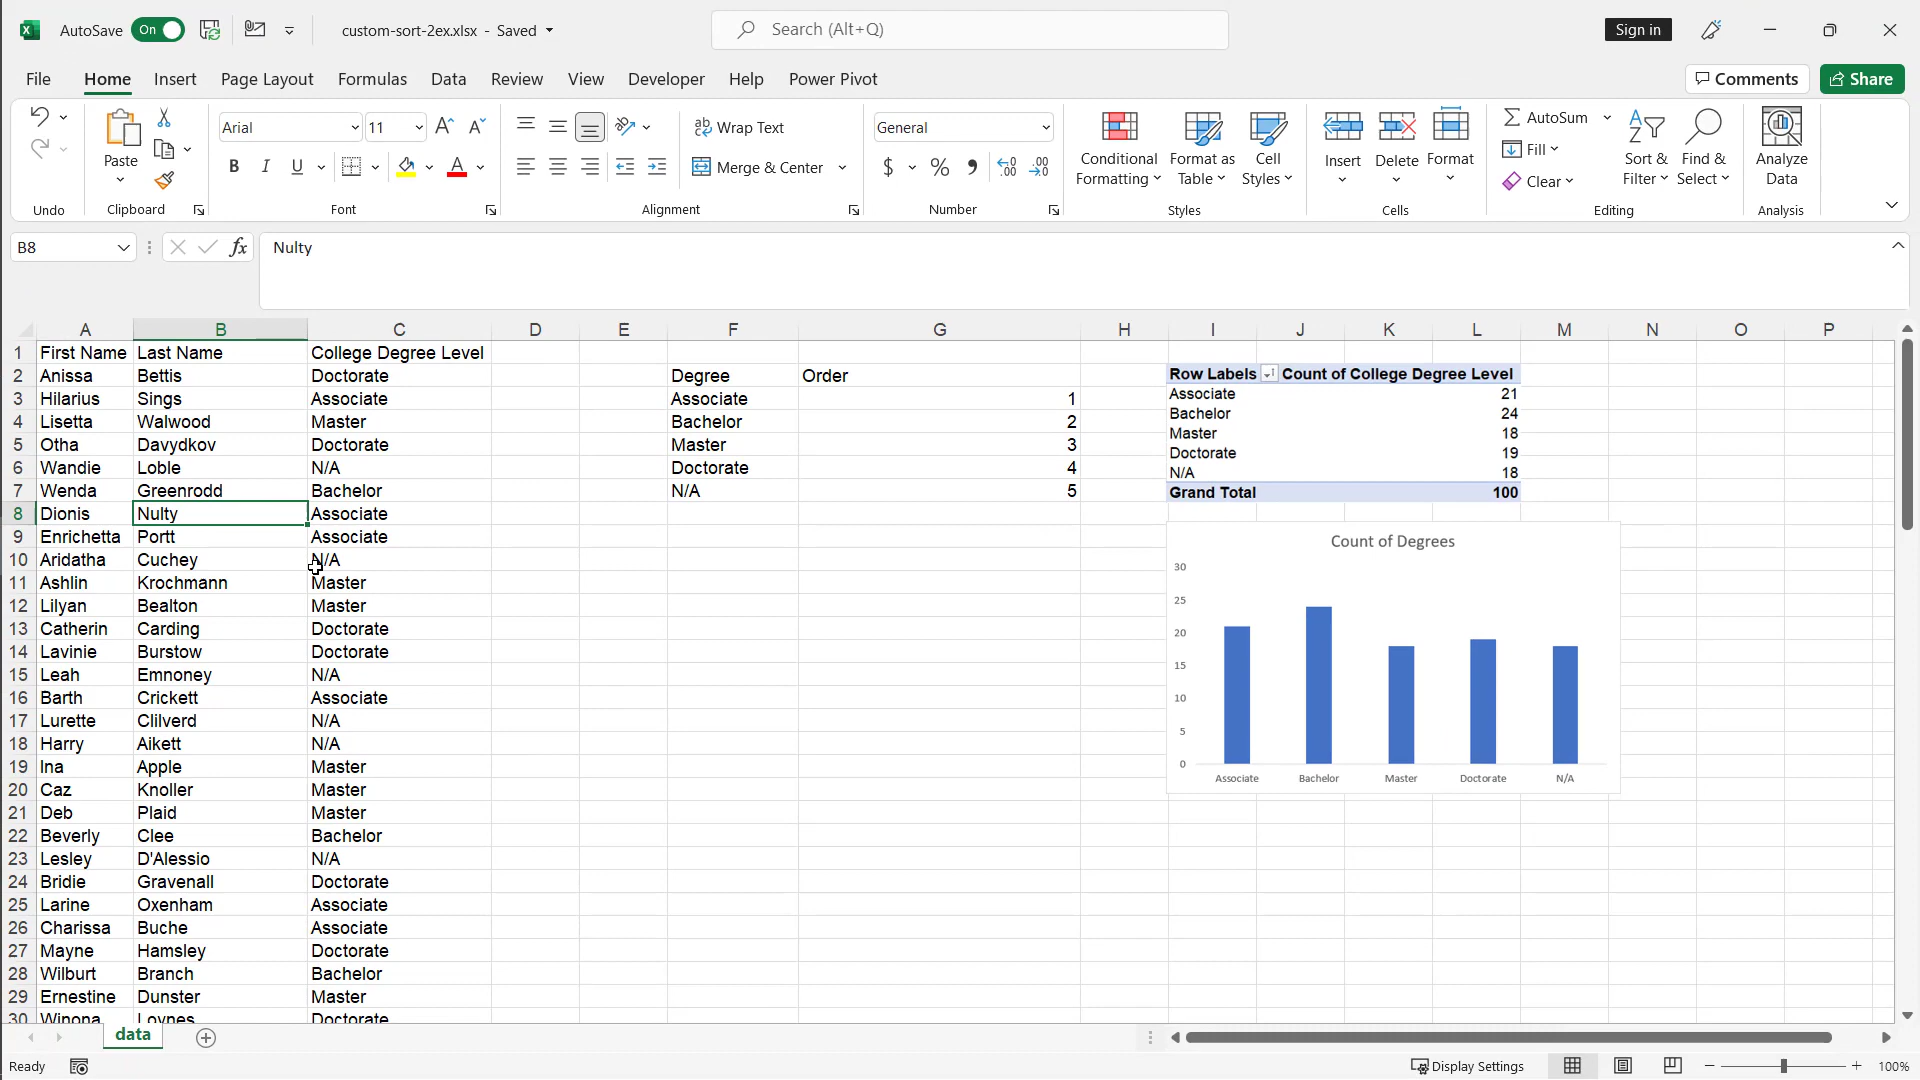 AutoSave On custom-sort-2ex.xlsx - Saved Search (Alt+Q) Sign in
File Home Insert Page Layout Formulas Data Review View Developer Help Power Pivot Comments Share
Arial 11 Wrap Text General AutoSum
Paste Conditional Formatting Format as Table Cell Styles Insert Delete Format Fill Sort & Filter Find & Select Analyze Data
B I U A Merge & Center $ % Clear
Undo Clipboard Font Alignment Number Styles Cells Editing Analysis
B8 fx Nulty
A B C D E F G H I J K L M N O P
1 First Name Last Name College Degree Level
2 Anissa Bettis Doctorate Degree Order
3 Hilarius Sings Associate Associate 1
4 Lisetta Walwood Master Bachelor 2
5 Otha Davydkov Doctorate Master 3
6 Wandie Loble N/A Doctorate 4
7 Wenda Greenrodd Bachelor N/A 5
8 Dionis Nulty Associate
9 Enrichetta Portt Associate
10 Aridatha Cuchey N/A
11 Ashlin Krochmann Master
12 Lilyan Bealton Master
13 Catherin Carding Doctorate
14 Lavinie Burstow Doctorate
15 Leah Emnoney N/A
16 Barth Crickett Associate
17 Lurette Clilverd N/A
18 Harry Aikett N/A
19 Ina Apple Master
20 Caz Knoller Master
21 Deb Plaid Master
22 Beverly Clee Bachelor
23 Lesley D'Alessio N/A
24 Bridie Gravenall Doctorate
25 Larine Oxenham Associate
26 Charissa Buche Associate
27 Mayne Hamsley Doctorate
28 Wilburt Branch Bachelor
29 Ernestine Dunster Master
30 Winona Loynes Doctorate
Row Labels Count of College Degree Level
Associate 21
Bachelor 24
Master 18
Doctorate 19
N/A 18
Grand Total 100
Count of Degrees
30
25
20
15
10
5
0
Associate Bachelor Master Doctorate N/A
data
Ready Display Settings 100%